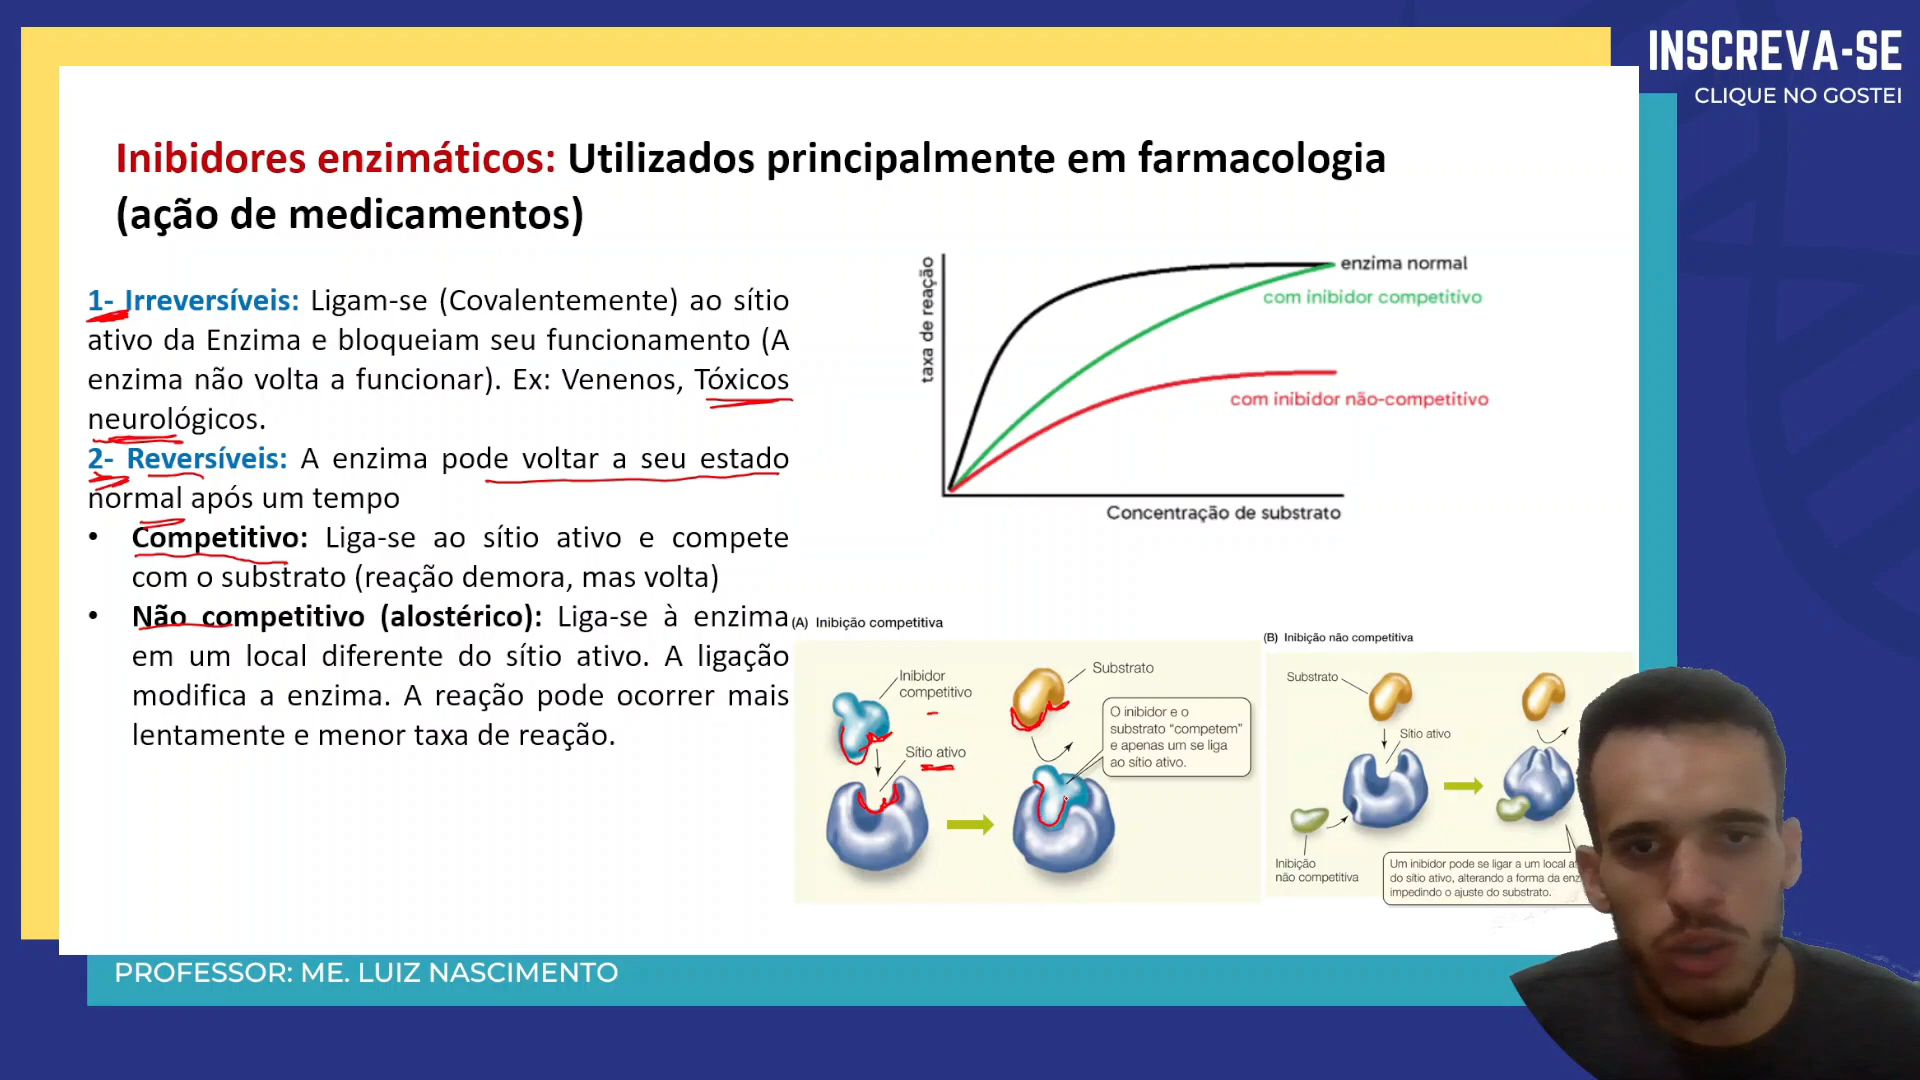 INSCREVA-SE
CLIQUE NO GOSTEI
Inibidores enzimáticos: Utilizados principalmente em farmacologia
(ação de medicamentos)
1- Irreversíveis: Ligam-se (Covalentemente) ao sítio
ativo da Enzima e bloqueiam seu funcionamento (A
enzima não volta a funcionar). Ex: Venenos, Tóxicos
neurológicos.
2- Reversíveis: A enzima pode voltar a seu estado
normal após um tempo
• Competitivo: Liga-se ao sítio ativo e compete
com o substrato (reação demora, mas volta)
• Não competitivo (alostérico): Liga-se à enzima
em um local diferente do sítio ativo. A ligação
modifica a enzima. A reação pode ocorrer mais
lentamente e menor taxa de reação.
taxa de reação
enzima normal
com inibidor competitivo
com inibidor não-competitivo
Concentração de substrato
(A) Inibição competitiva
Inibidor
competitivo
Substrato
Sítio ativo
O inibidor e o
substrato “competem”
e apenas um se liga
ao sítio ativo.
(B) Inibição não competitiva
Substrato
Sítio ativo
Inibição
não competitiva
Um inibidor pode se ligar a um local
do sítio ativo, alterando a forma da
impedindo o ajuste do substrato.
PROFESSOR: ME. LUIZ NASCIMENTO